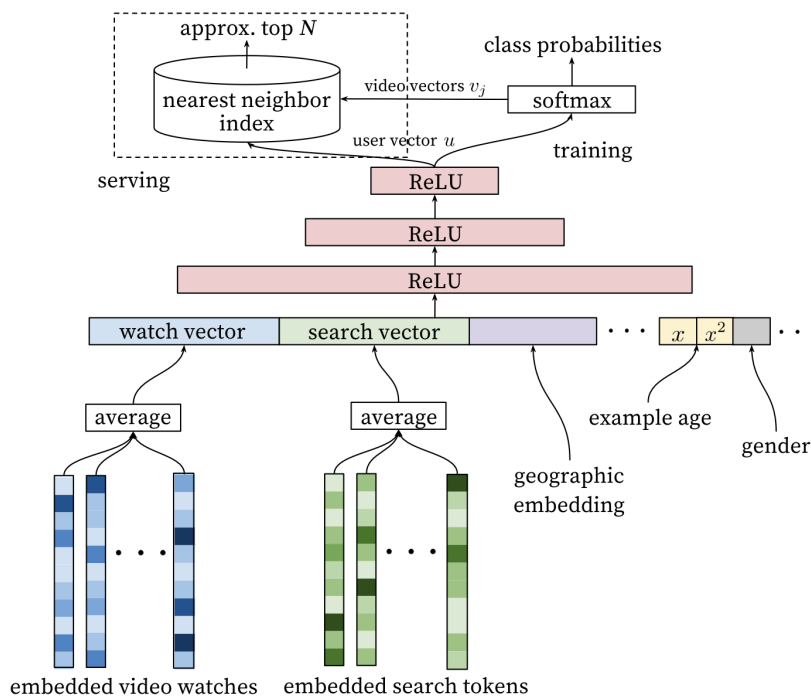 approx. top N
class probabilities
nearest neighbor
index
video vectors v_j
softmax
user vector u
training
serving
ReLU
ReLU
ReLU
watch vector
search vector
. . .
x
x²
. .
average
average
example age
gender
geographic
embedding
. . .
. . .
embedded video watches
embedded search tokens